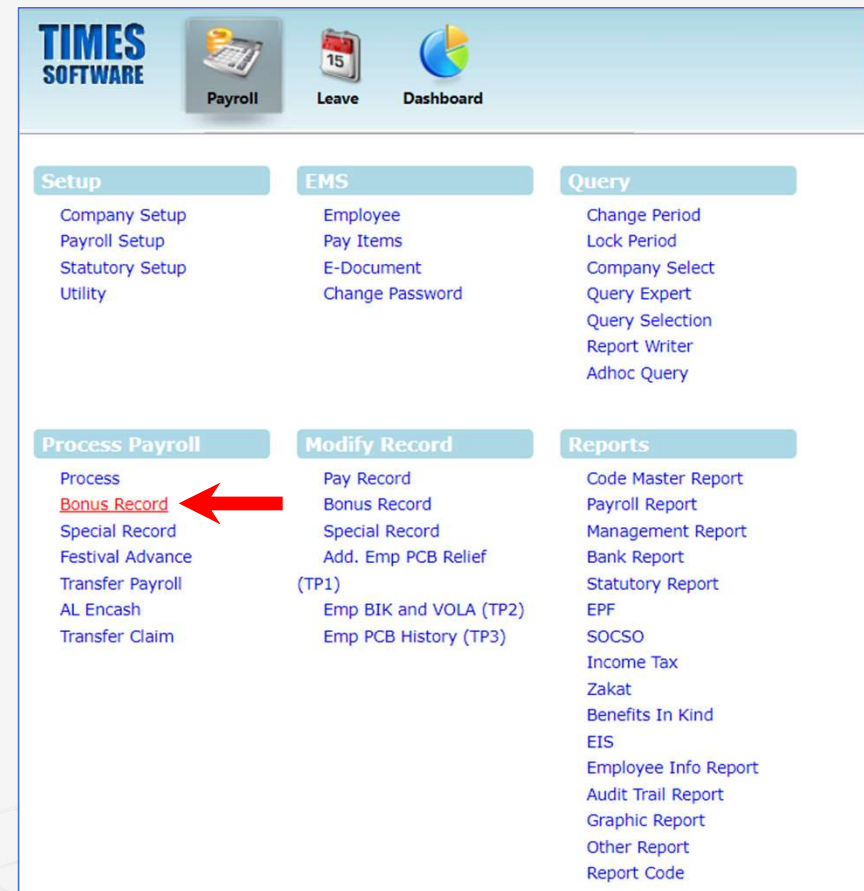 TIMES
SOFTWARE
15
Payroll
Leave
Dashboard
Setup
Company Setup
Payroll Setup
Statutory Setup
Utility
EMS
Employee
Pay Items
E-Document
Change Password
Query
Change Period
Lock Period
Company Select
Query Expert
Query Selection
Report Writer
Adhoc Query
Process Payroll
Process
Bonus Record
Special Record
Festival Advance
Transfer Payroll
AL Encash
Transfer Claim
Modify Record
Pay Record
Bonus Record
Special Record
Add. Emp PCB Relief
(TP1)
Emp BIK and VOLA (TP2)
Emp PCB History (TP3)
Reports
Code Master Report
Payroll Report
Management Report
Bank Report
Statutory Report
EPF
SOCSO
Income Tax
Zakat
Benefits In Kind
EIS
Employee Info Report
Audit Trail Report
Graphic Report
Other Report
Report Code